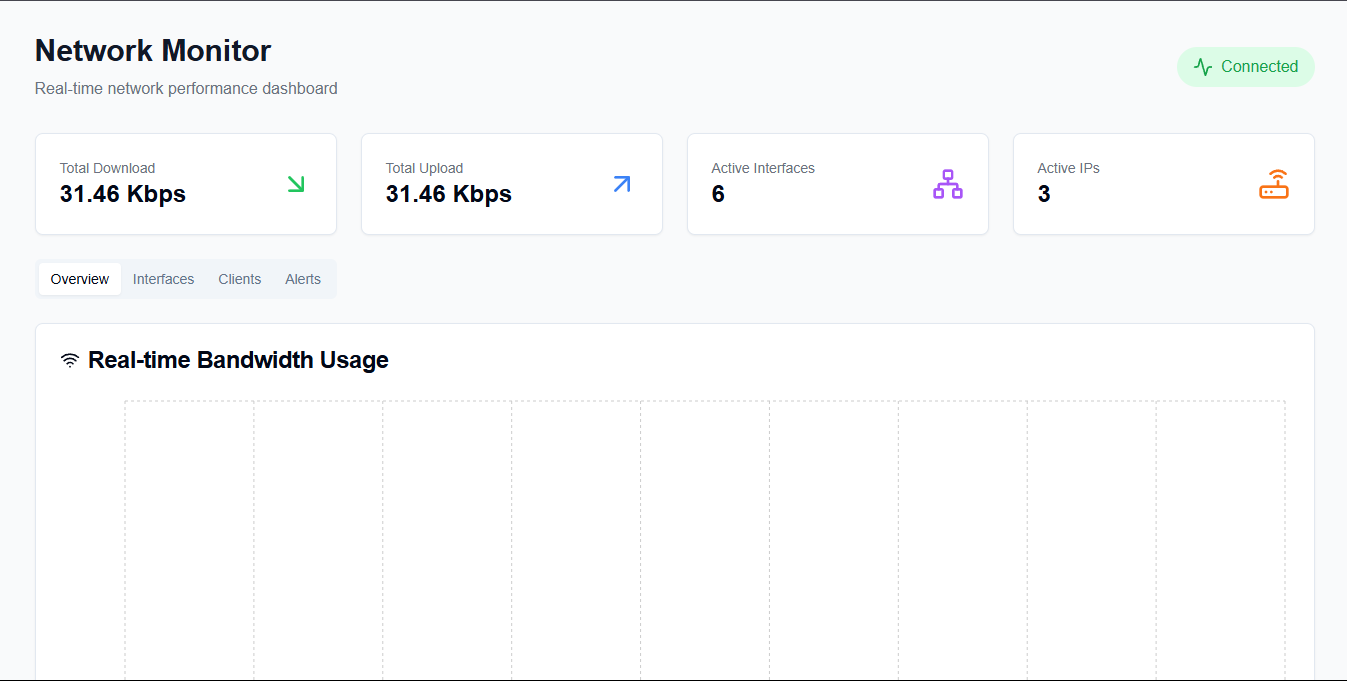 Network Monitor
Real-time network performance dashboard
Connected
Total Download
31.46 Kbps
Total Upload
31.46 Kbps
Active Interfaces
6
Active IPs
3
Overview
Interfaces
Clients
Alerts
Real-time Bandwidth Usage